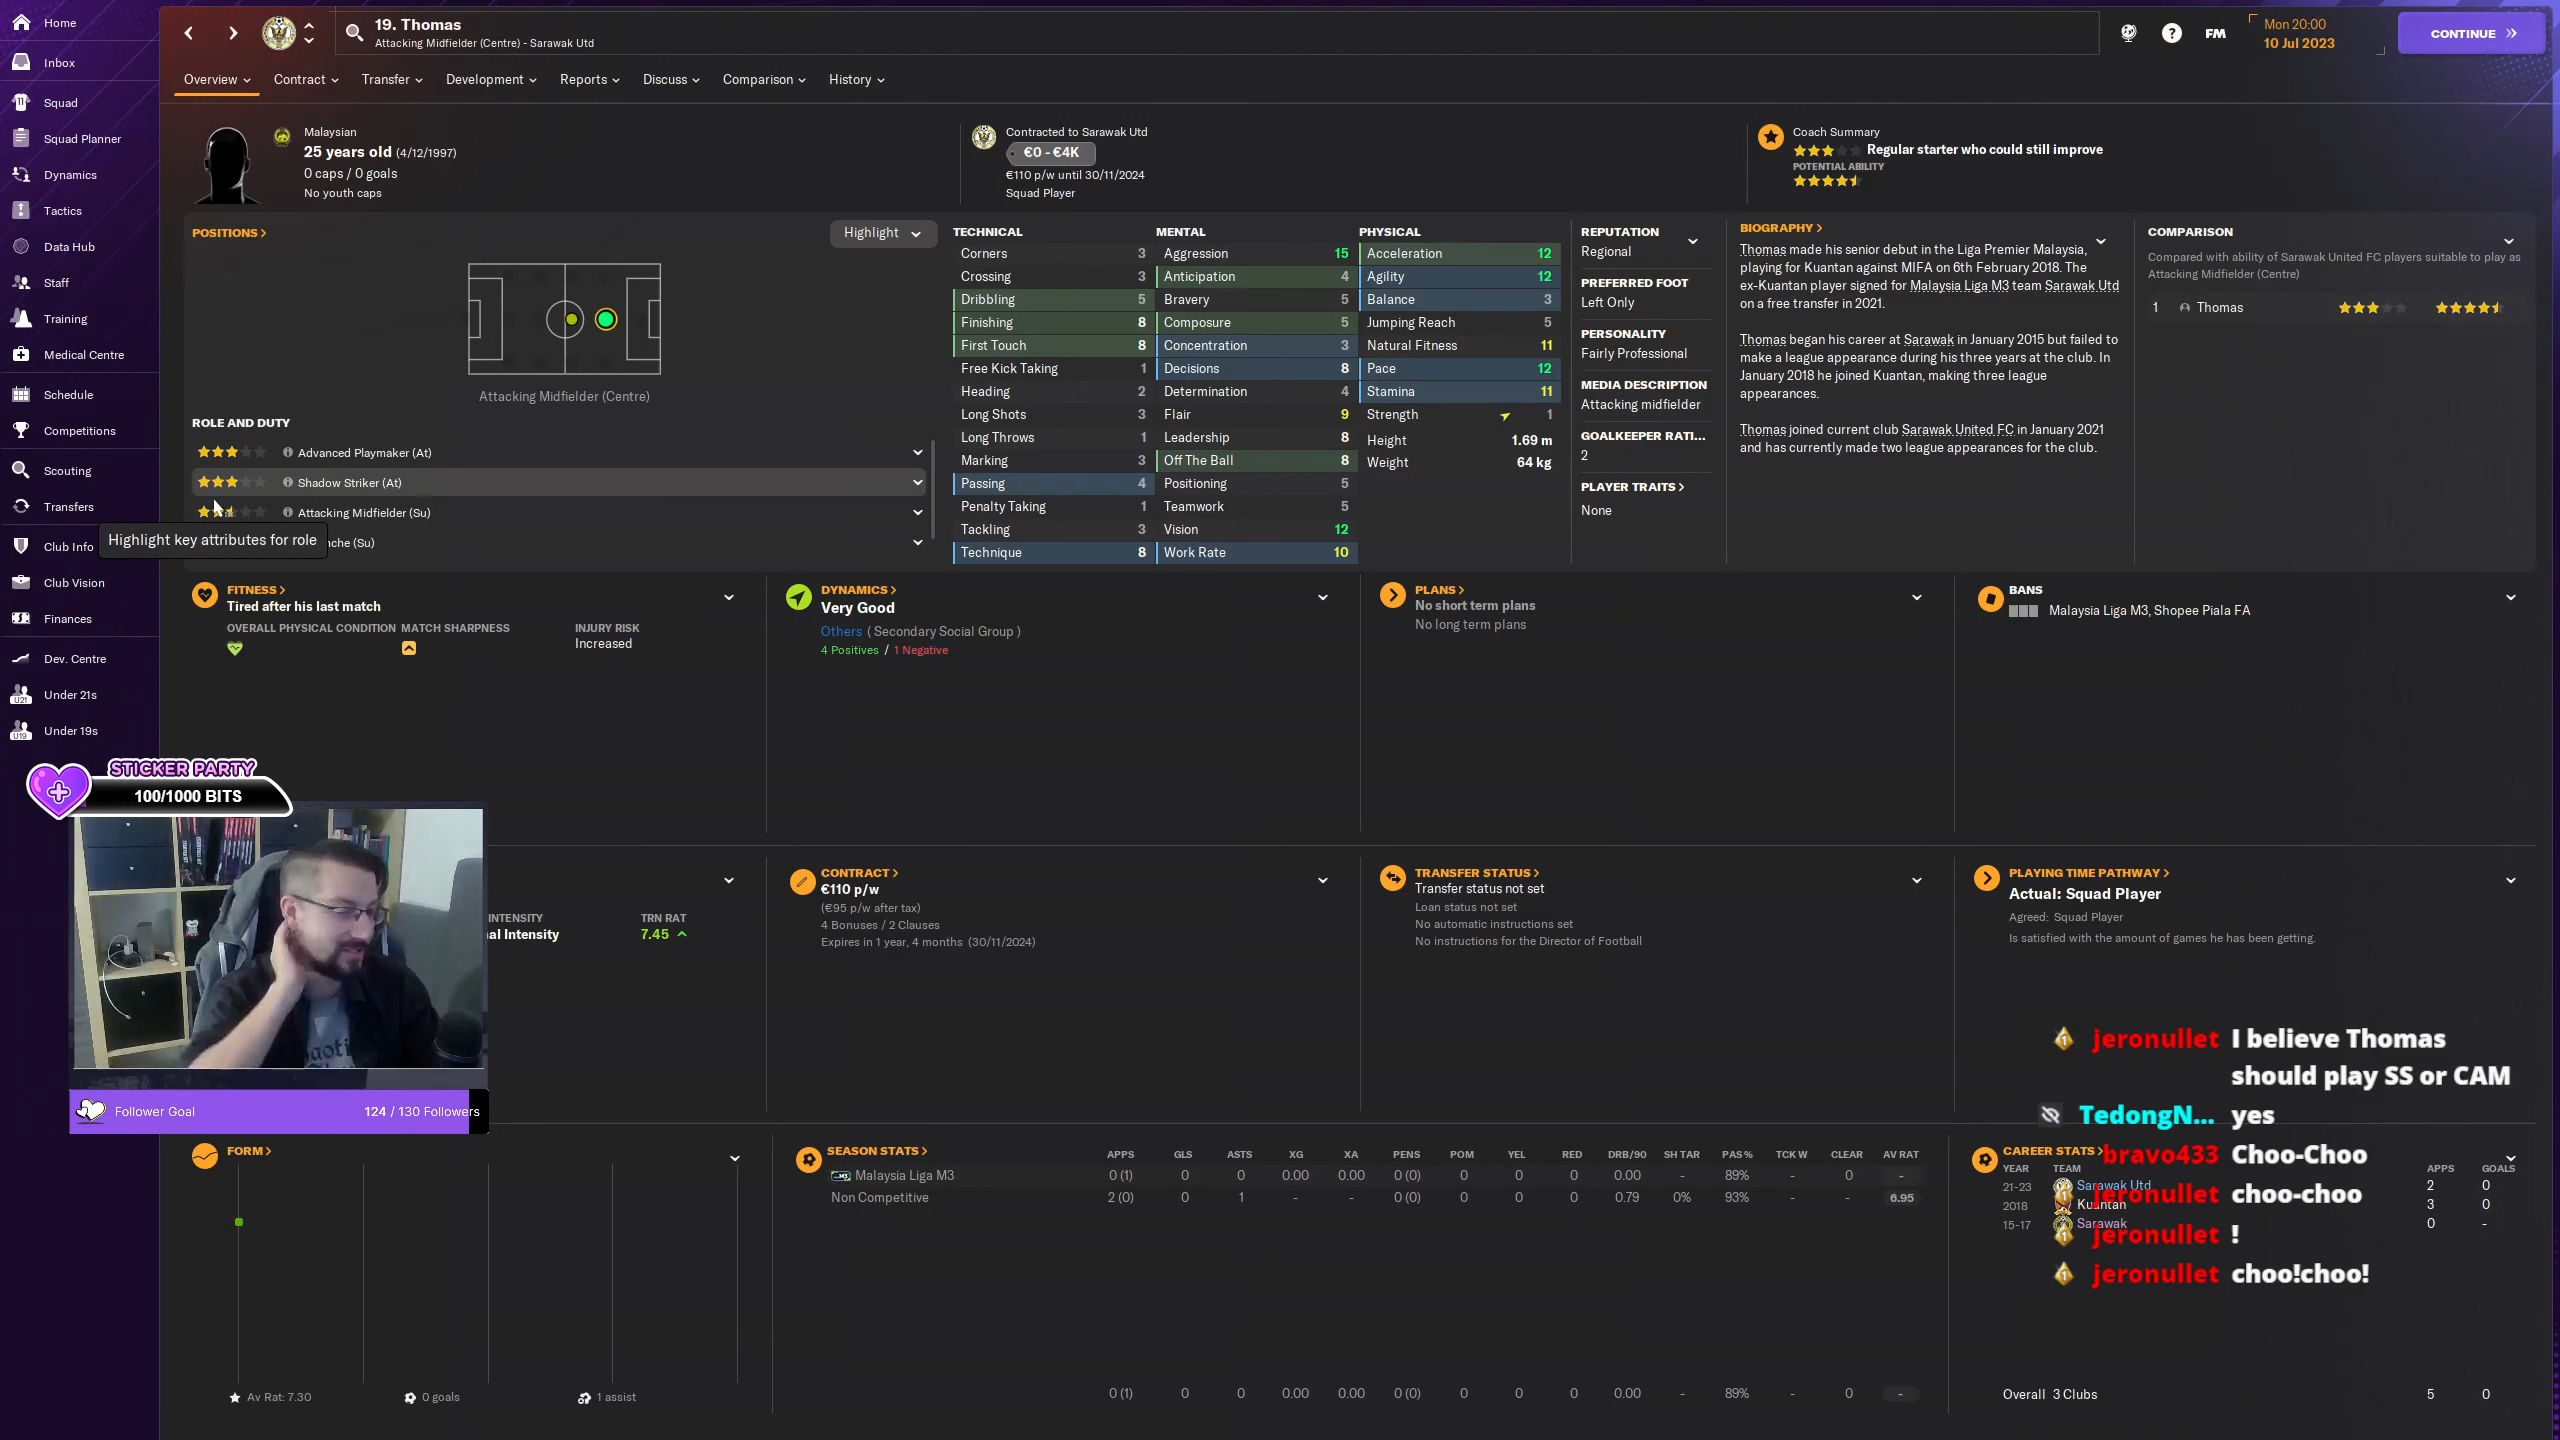 Home
Inbox
Squad
Squad Planner
Dynamics
Tactics
Data Hub
Staff
Training
Medical Centre
Schedule
Competitions
Scouting
Transfers
Club Info
Club Vision
Finances
Dev. Centre
U21 Under 21s
U19 Under 19s
19. Thomas
Attacking Midfielder (Centre) - Sarawak Utd
FM
Mon 20:00
10 Jul 2023
CONTINUE
Overview Contract Transfer Development Reports Discuss Comparison History
Malaysian
25 years old (4/12/1997)
0 caps / 0 goals
No youth caps
Contracted to Sarawak Utd
€0 - €4K
€110 p/w until 30/11/2024
Squad Player
Coach Summary
Regular starter who could still improve
POTENTIAL ABILITY
POSITIONS >
Highlight
Attacking Midfielder (Centre)
ROLE AND DUTY
Advanced Playmaker (At)
Shadow Striker (At)
Attacking Midfielder (Su)
nche (Su)
Highlight key attributes for role
TECHNICAL
Corners 3
Crossing 3
Dribbling 5
Finishing 8
First Touch 8
Free Kick Taking 1
Heading 2
Long Shots 3
Long Throws 1
Marking 3
Passing 4
Penalty Taking 1
Tackling 3
Technique 8
MENTAL
Aggression 15
Anticipation 4
Bravery 5
Composure 5
Concentration 3
Decisions 8
Determination 4
Flair 9
Leadership 8
Off The Ball 8
Positioning 5
Teamwork 5
Vision 12
Work Rate 10
PHYSICAL
Acceleration 12
Agility 12
Balance 3
Jumping Reach 5
Natural Fitness 11
Pace 12
Stamina 11
Strength 1
Height 1.69 m
Weight 64 kg
REPUTATION
Regional
PREFERRED FOOT
Left Only
PERSONALITY
Fairly Professional
MEDIA DESCRIPTION
Attacking midfielder
GOALKEEPER RATI...
2
PLAYER TRAITS >
None
BIOGRAPHY >
Thomas made his senior debut in the Liga Premier Malaysia,
playing for Kuantan against MIFA on 6th February 2018. The
ex-Kuantan player signed for Malaysia Liga M3 team Sarawak Utd
on a free transfer in 2021.
Thomas began his career at Sarawak in January 2015 but failed to
make a league appearance during his three years at the club. In
January 2018 he joined Kuantan, making three league
appearances.
Thomas joined current club Sarawak United FC in January 2021
and has currently made two league appearances for the club.
COMPARISON
Compared with ability of Sarawak United FC players suitable to play as
Attacking Midfielder (Centre)
1 Thomas
FITNESS >
Tired after his last match
OVERALL PHYSICAL CONDITION MATCH SHARPNESS INJURY RISK
Increased
DYNAMICS >
Very Good
Others ( Secondary Social Group )
4 Positives / 1 Negative
PLANS >
No short term plans
No long term plans
BANS
Malaysia Liga M3, Shopee Piala FA
STICKER PARTY
100/1000 BITS
INTENSITY TRN RAT
al Intensity 7.45
CONTRACT >
€110 p/w
(€95 p/w after tax)
4 Bonuses / 2 Clauses
Expires in 1 year, 4 months (30/11/2024)
TRANSFER STATUS >
Transfer status not set
Loan status not set
No automatic instructions set
No instructions for the Director of Football
PLAYING TIME PATHWAY >
Actual: Squad Player
Agreed: Squad Player
Is satisfied with the amount of games he has been getting.
Follower Goal 124 / 130 Followers
jeronullet I believe Thomas
should play SS or CAM
TedongN... yes
bravo433 Choo-Choo
jeronullet choo-choo
jeronullet !
jeronullet choo!choo!
FORM >
Av Rat: 7.30 0 goals 1 assist
SEASON STATS > APPS GLS ASTS XG XA PENS POM YEL RED DRB/90 SH TAR PAS % TCK W CLEAR AV RAT
Malaysia Liga M3 0 (1) 0 0 0.00 0.00 0 (0) 0 0 0 0.00 - 89% - 0 -
Non Competitive 2 (0) 0 1 - - 0 (0) 0 0 0 0.79 0% 93% - - 6.95
0 (1) 0 0 0.00 0.00 0 (0) 0 0 0 0.00 - 89% - 0 -
CAREER STATS >
YEAR TEAM APPS GOALS
21-23 Sarawak Utd 2 0
2018 Kuantan 3 0
15-17 Sarawak 0 -
Overall 3 Clubs 5 0